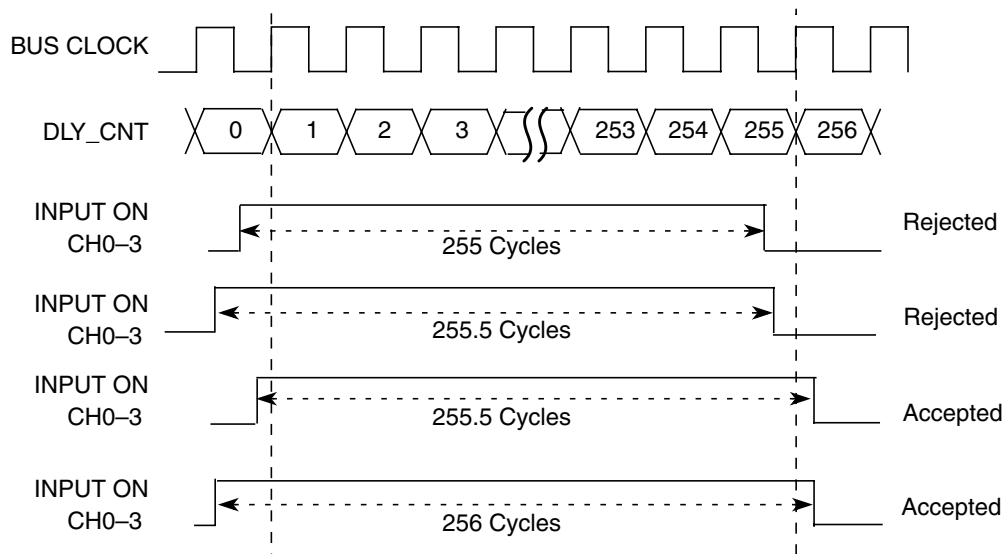 BUS CLOCK
DLY_CNT 0 1 2 3 253 254 255 256
INPUT ON
CH0–3
255 Cycles
Rejected
INPUT ON
CH0–3
255.5 Cycles
Rejected
INPUT ON
CH0–3
255.5 Cycles
Accepted
INPUT ON
CH0–3
256 Cycles
Accepted